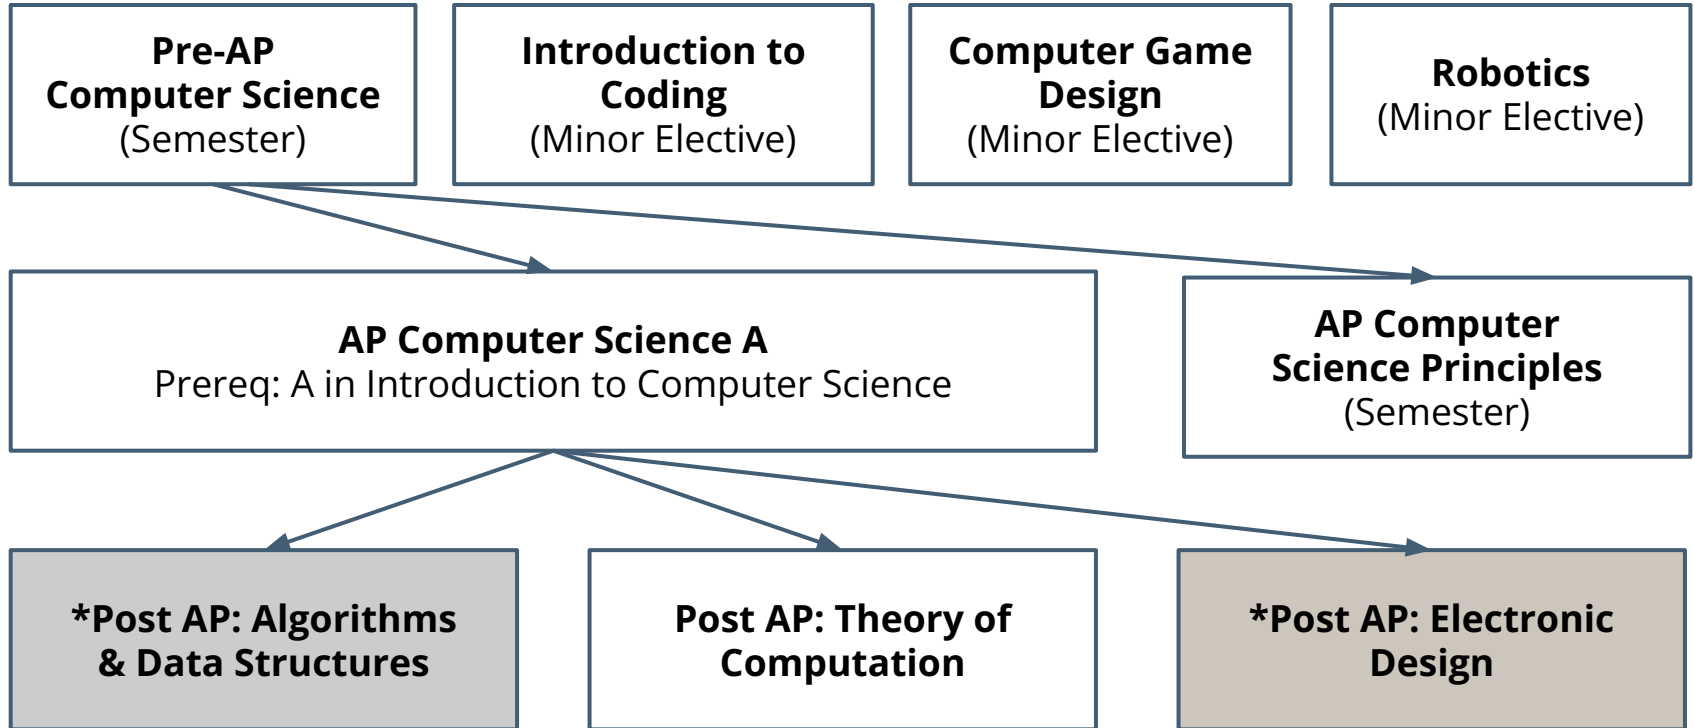 Pre-AP
Computer Science
(Semester)
Introduction to
Coding
(Minor Elective)
Computer Game
Design
(Minor Elective)
Robotics
(Minor Elective)
AP Computer Science A
Prereq: A in Introduction to Computer Science
AP Computer
Science Principles
(Semester)
*Post AP: Algorithms
& Data Structures
Post AP: Theory of
Computation
*Post AP: Electronic
Design